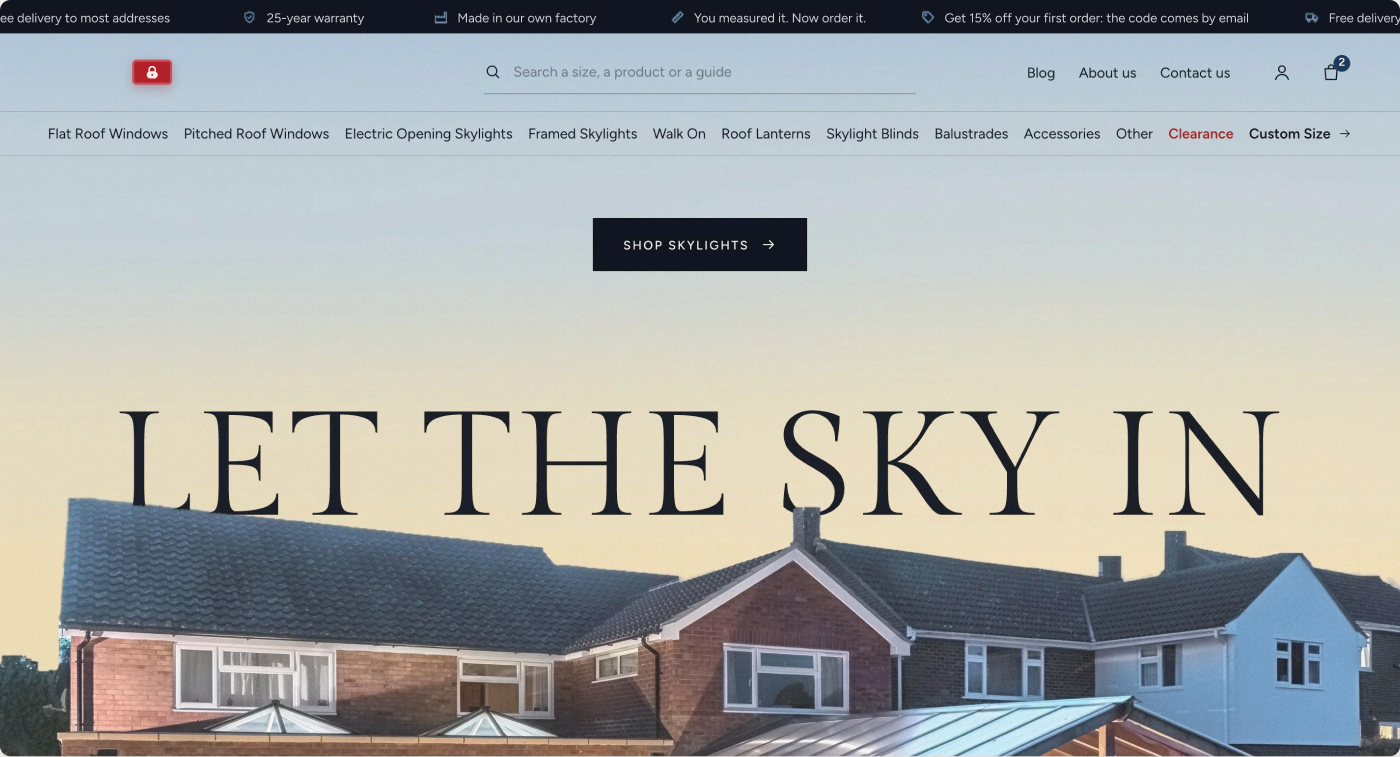 ee delivery to most addresses
25-year warranty
Made in our own factory
You measured it. Now order it.
Get 15% off your first order: the code comes by email
Free delivery
Search a size, a product or a guide
Blog
About us
Contact us
2
Flat Roof Windows
Pitched Roof Windows
Electric Opening Skylights
Framed Skylights
Walk On
Roof Lanterns
Skylight Blinds
Balustrades
Accessories
Other
Clearance
Custom Size →
SHOP SKYLIGHTS →
LET THE SKY IN